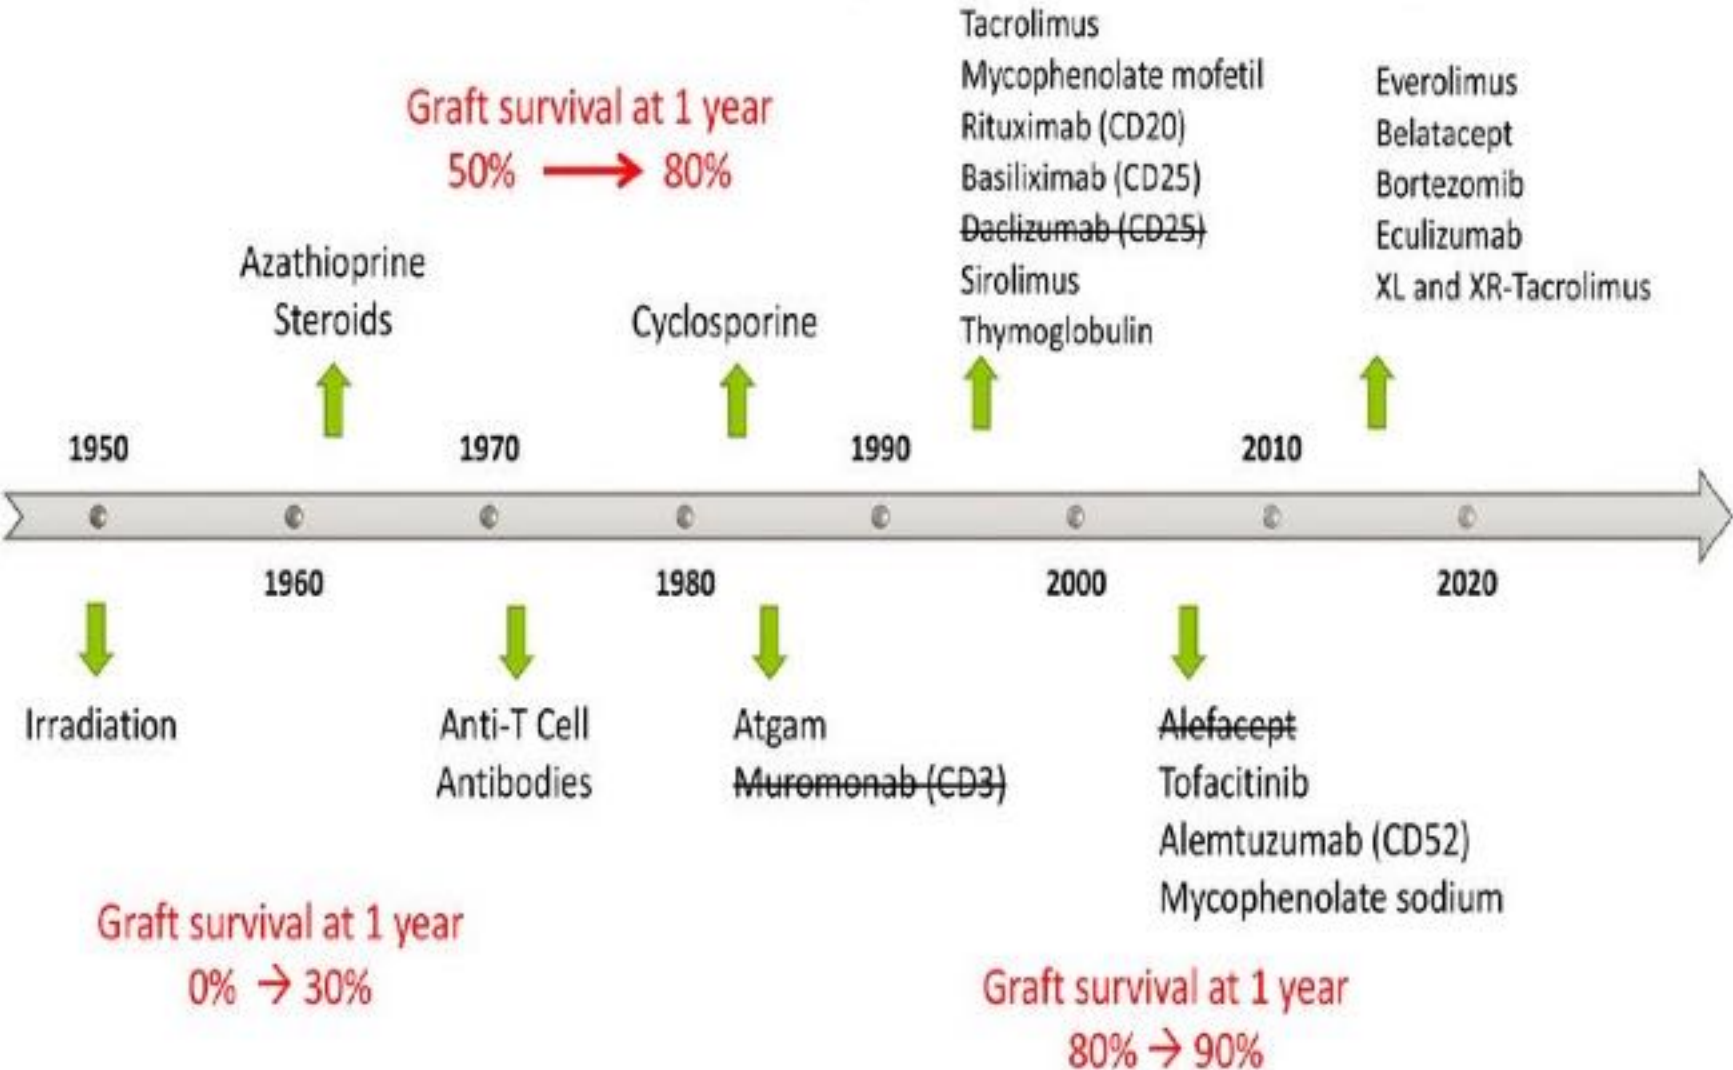 Graft survival at 1 year
50% → 80%
Azathioprine
Steroids
Cyclosporine
Tacrolimus
Mycophenolate mofetil
Rituximab (CD20)
Basiliximab (CD25)
Daclizumab (CD25)
Sirolimus
Thymoglobulin
Everolimus
Belatacept
Bortezomib
Eculizumab
XL and XR-Tacrolimus
1950
1970
1990
2010
1960
1980
2000
2020
Irradiation
Anti-T Cell
Antibodies
Atgam
Muromonab (CD3)
Alefacept
Tofacitinib
Alemtuzumab (CD52)
Mycophenolate sodium
Graft survival at 1 year
0% → 30%
Graft survival at 1 year
80% → 90%